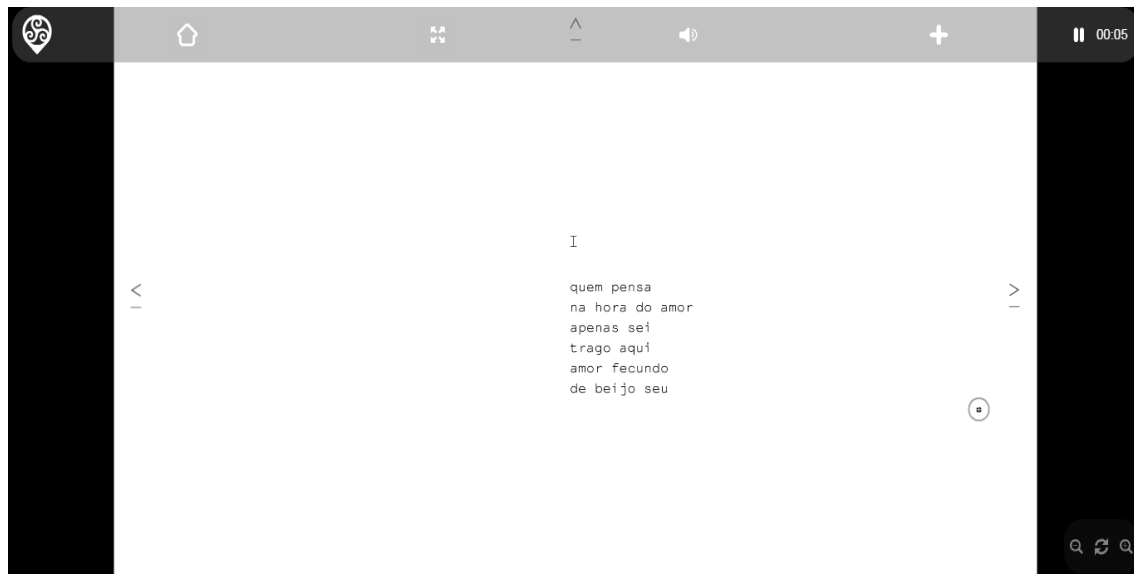 00:05
I
quem pensa
na hora do amor
apenas sei
trago aqui
amor fecundo
de beijo seu